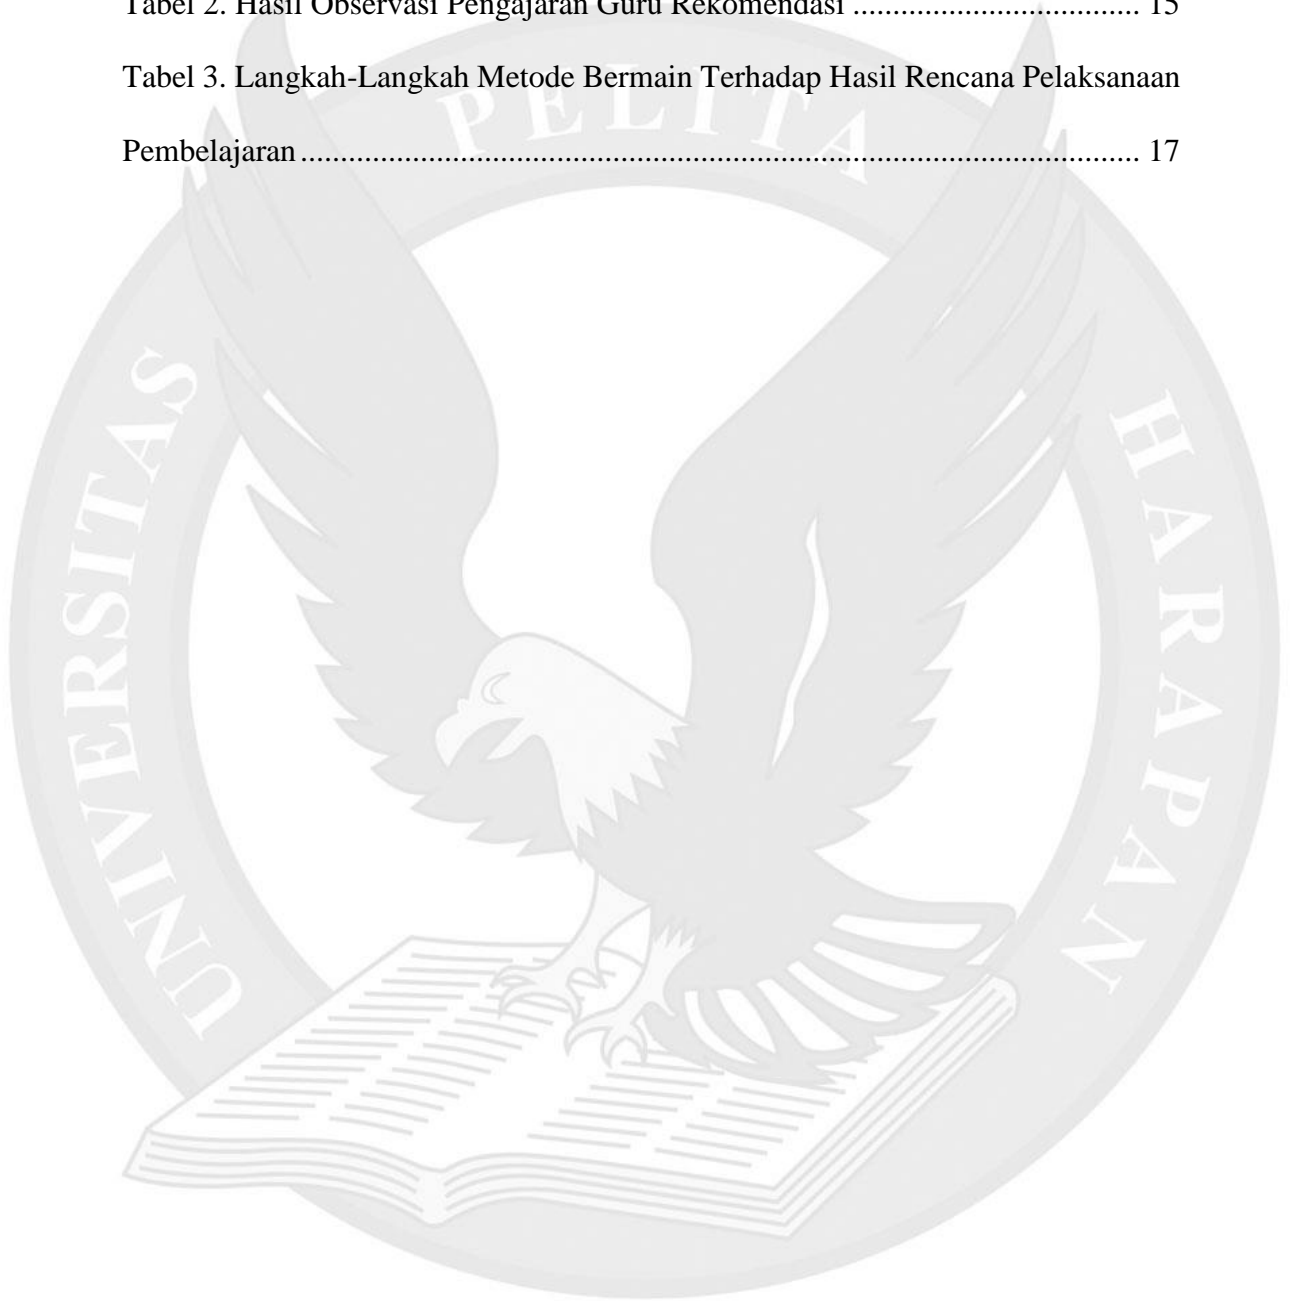 Tabel 2. Hasil Observasi Pengajaran Guru Rekomendasi .................................... 15
Tabel 3. Langkah-Langkah Metode Bermain Terhadap Hasil Rencana Pelaksanaan
Pembelajaran ........................................................................................................... 17
UNIVERSITAS PELITA HARAPAN